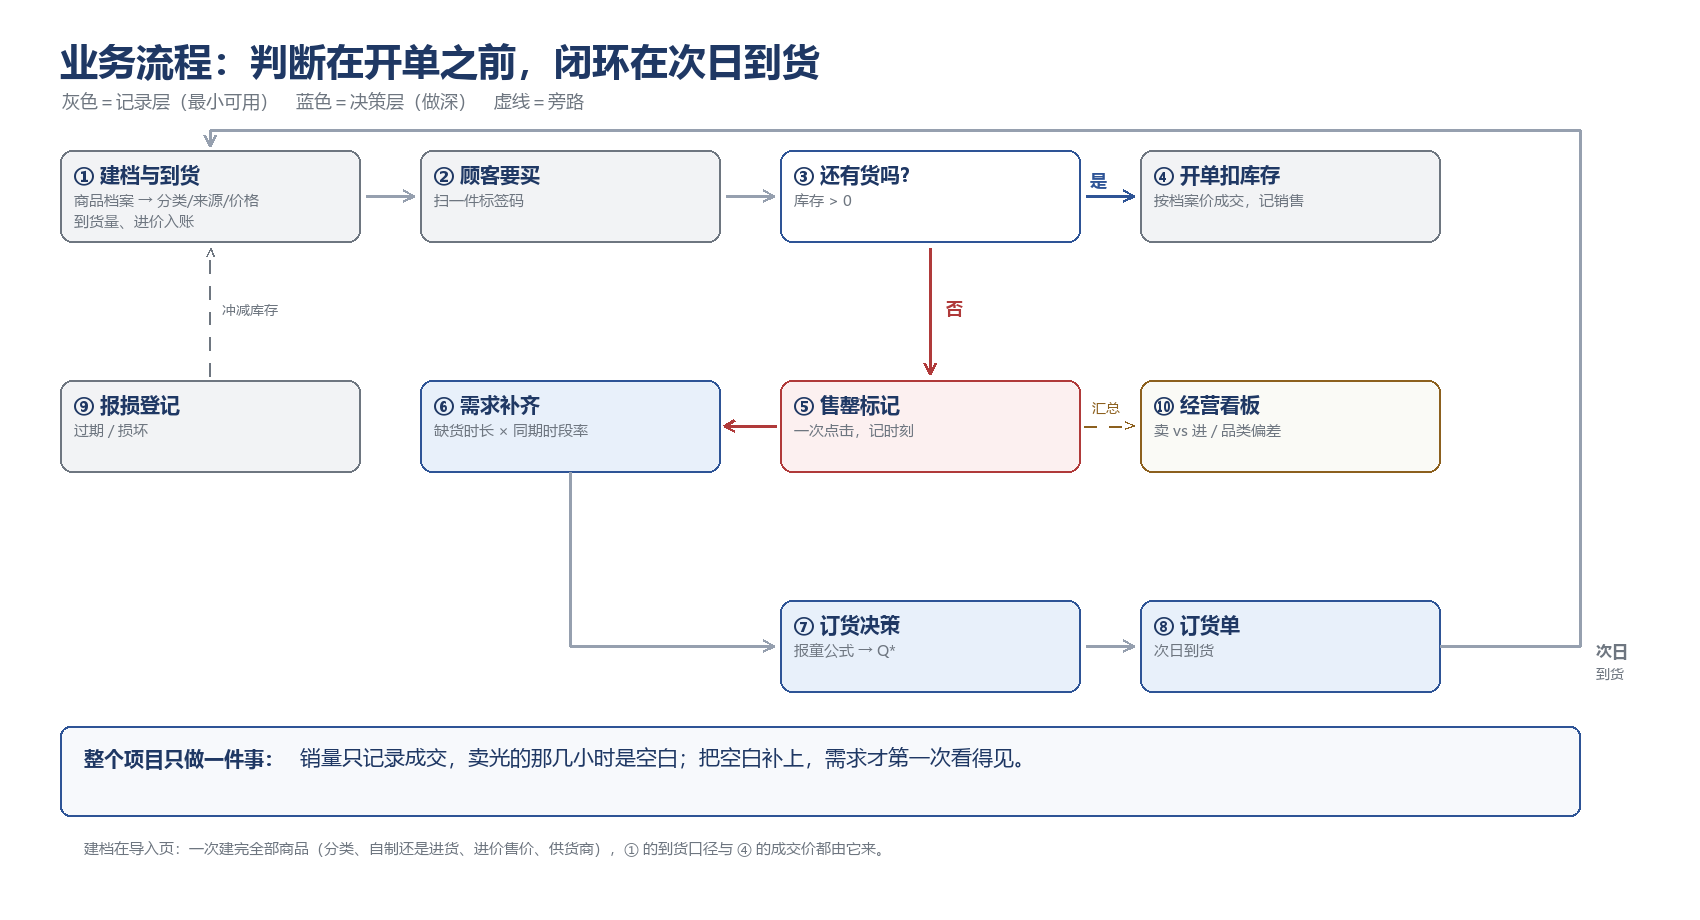 业务流程：判断在开单之前，闭环在次日到货
灰色＝记录层（最小可用） 蓝色＝决策层（做深） 虚线＝旁路
① 建档与到货
商品档案 → 分类/来源/价格
到货量、进价入账
② 顾客要买
扫一件标签码
③ 还有货吗?
库存 > 0
是
④ 开单扣库存
按档案价成交，记销售
冲减库存
否
⑨ 报损登记
过期 / 损坏
⑥ 需求补齐
缺货时长 × 同期时段率
⑤ 售罄标记
一次点击，记时刻
汇总
⑩ 经营看板
卖 vs 进 / 品类偏差
⑦ 订货决策
报童公式 → Q*
⑧ 订货单
次日到货
次日
到货
整个项目只做一件事： 销量只记录成交，卖光的那几小时是空白；把空白补上，需求才第一次看得见。
建档在导入页：一次建完全部商品（分类、自制还是进货、进价售价、供货商），① 的到货口径与 ④ 的成交价都由它来。